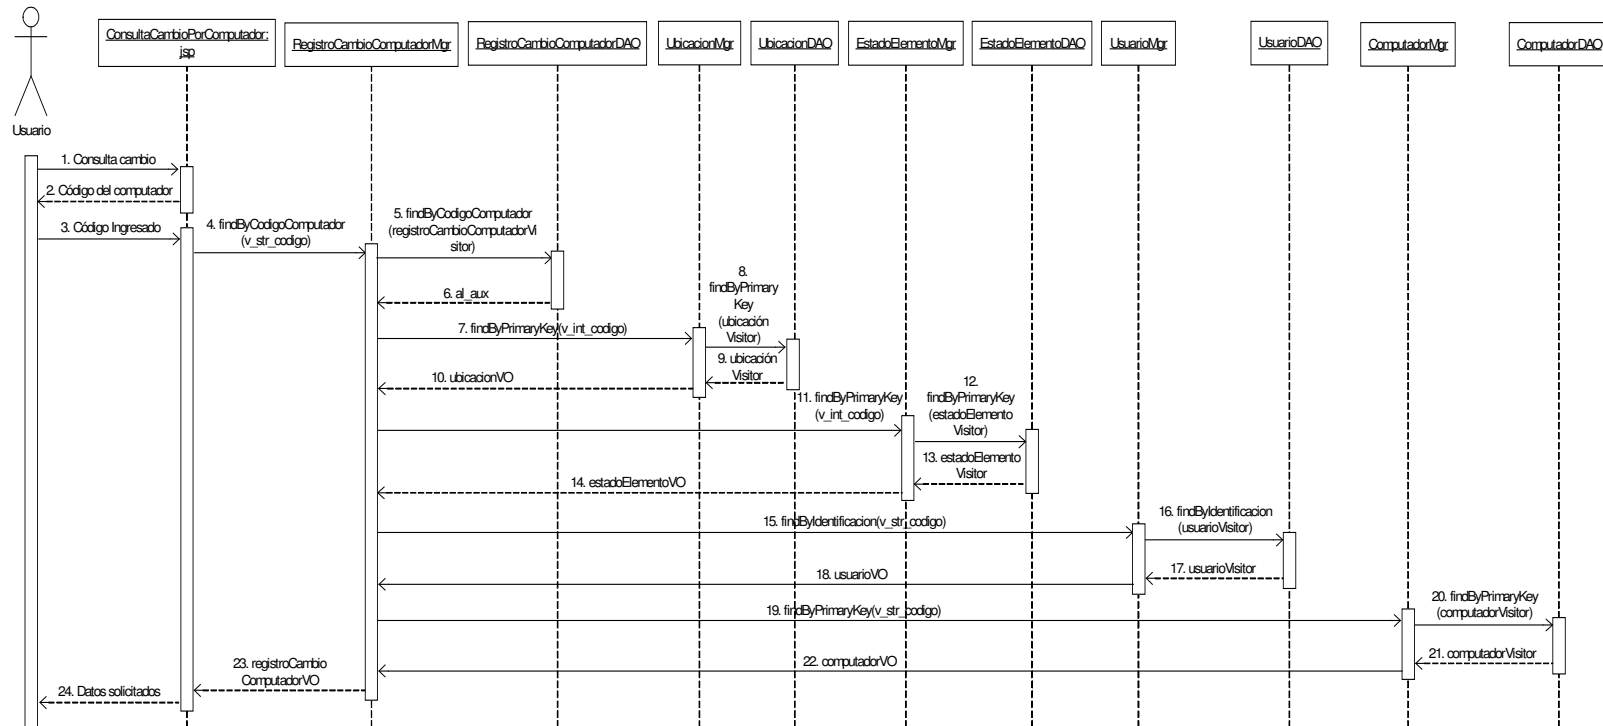 ConsultaCambioPorComputador:
jsp
RegistroCambioComputadorMgr
RegistroCambioComputadorDAO
UbicacionMgr
UbicacionDAO
EstadoElementoMgr
EstadoElementoDAO
UsuarioMgr
UsuarioDAO
ComputadorMgr
ComputadorDAO
Usuario
1. Consulta cambio
2. Código del computador
3. Código Ingresado
4. findByCodigoComputador
(v_str_codigo)
5. findByCodigoComputador
(registroCambioComputadorVi
sitor)
6. al_aux
7. findByPrimaryKey(v_int_codigo)
8.
findByPrimary
Key
(ubicación
Visitor)
9. ubicación
Visitor
10. ubicacionVO
11. findByPrimaryKey
(v_int_codigo)
12.
findByPrimaryKey
(estadoElemento
Visitor)
13. estadoElemento
Visitor
14. estadoElementoVO
15. findByIdentificacion(v_str_codigo)
16. findByIdentificacion
(usuarioVisitor)
17. usuarioVisitor
18. usuarioVO
19. findByPrimaryKey(v_str_codigo)
20. findByPrimaryKey
(computadorVisitor)
21. computadorVisitor
22. computadorVO
23. registroCambio
ComputadorVO
24. Datos solicitados